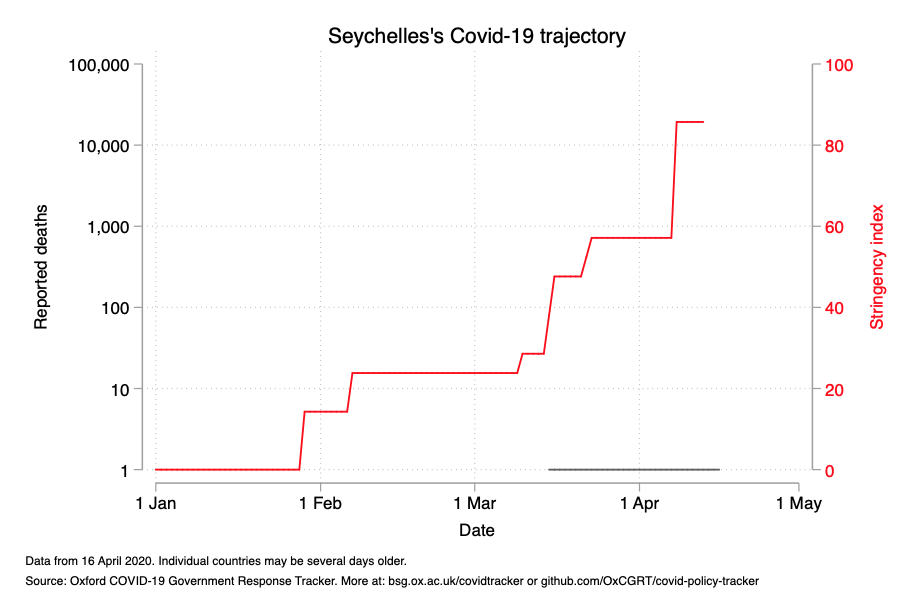 Seychelles's Covid-19 trajectory
100,000
10,000
1,000
100
10
1
Reported deaths
100
80
60
40
20
0
Stringency index
1 Jan
1 Feb
1 Mar
1 Apr
1 May
Date
Data from 16 April 2020. Individual countries may be several days older.
Source: Oxford COVID-19 Government Response Tracker. More at: bsg.ox.ac.uk/covidtracker or github.com/OxCGRT/covid-policy-tracker